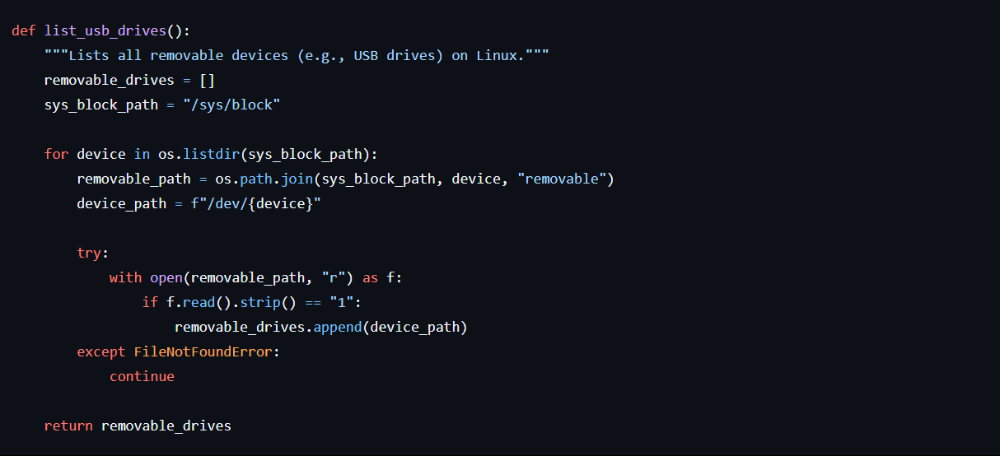 def list_usb_drives():
    """Lists all removable devices (e.g., USB drives) on Linux."""
    removable_drives = []
    sys_block_path = "/sys/block"

    for device in os.listdir(sys_block_path):
        removable_path = os.path.join(sys_block_path, device, "removable")
        device_path = f"/dev/{device}"

        try:
            with open(removable_path, "r") as f:
                if f.read().strip() == "1":
                    removable_drives.append(device_path)
        except FileNotFoundError:
            continue

    return removable_drives